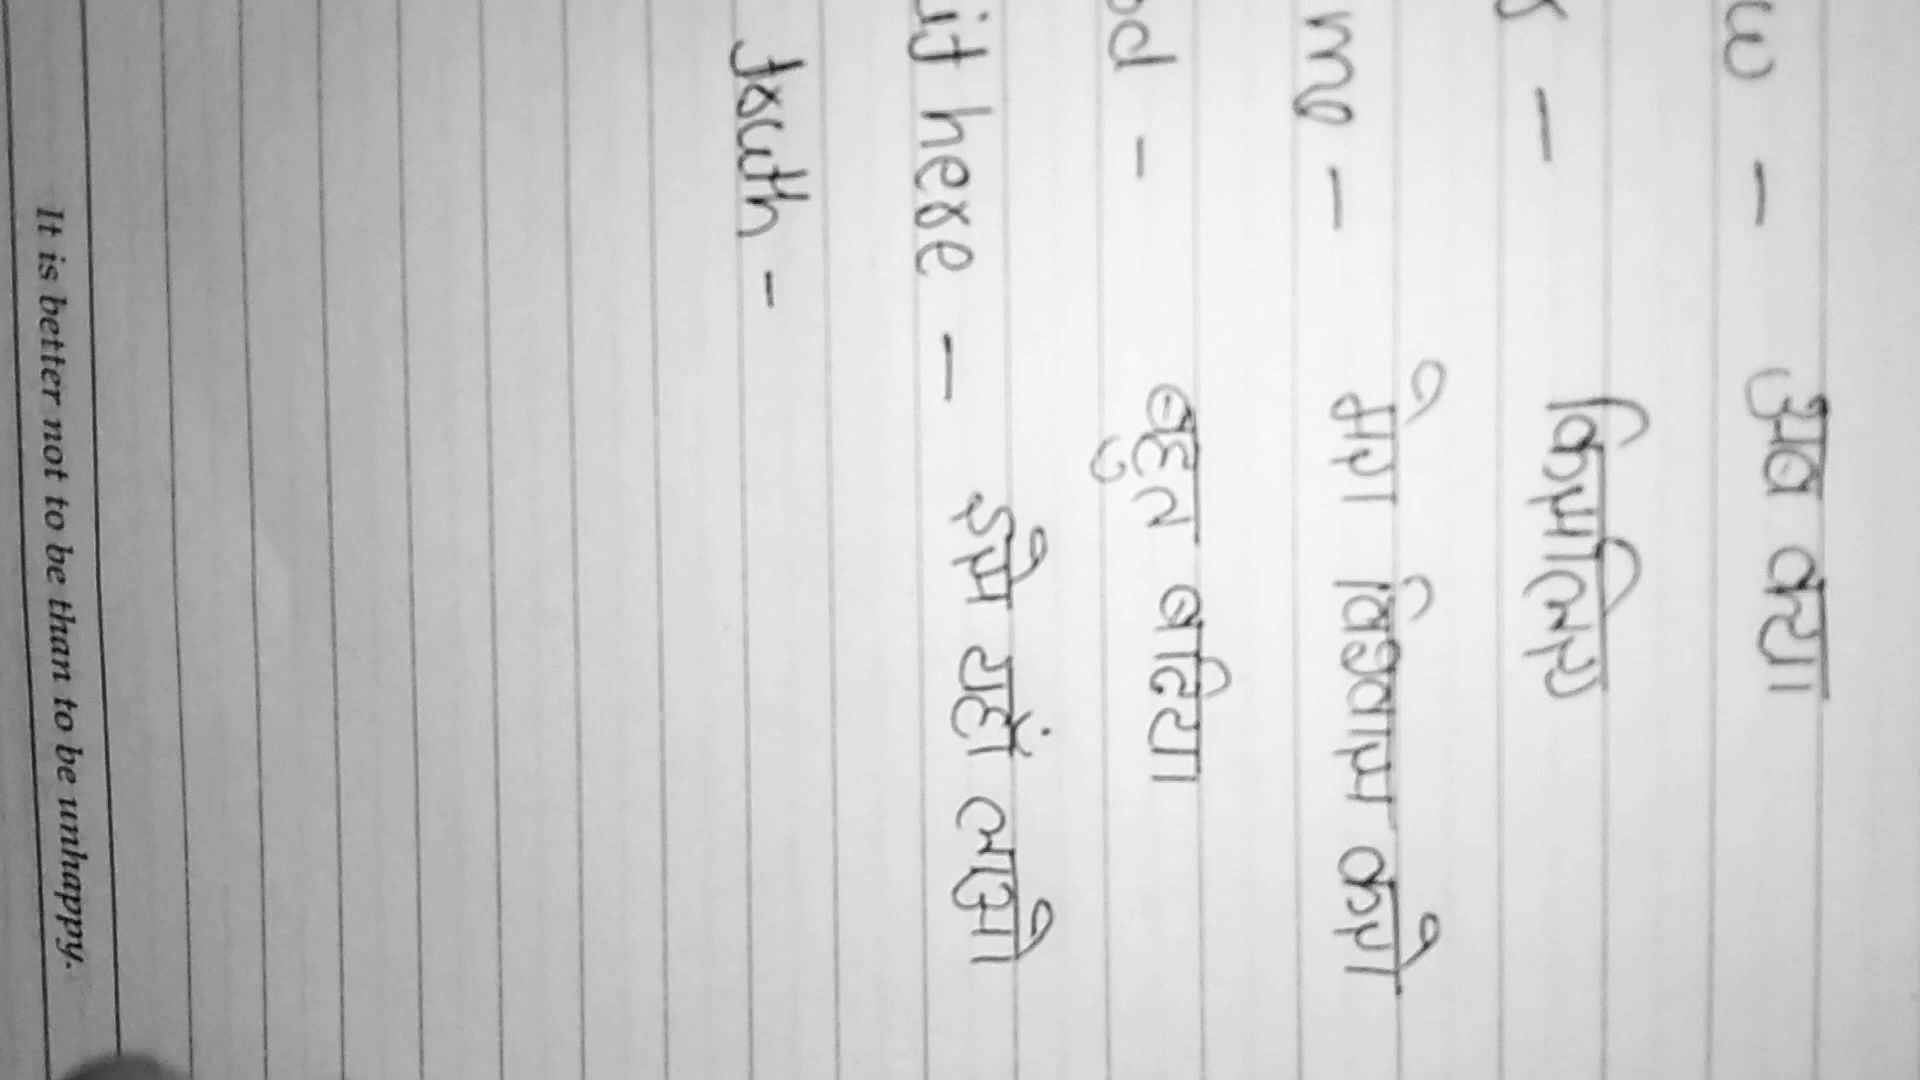 w - अब क्या
s - किसलिए
me - मेरा विश्वास करो
od - बहुत बढिया
it here - इसे यहाँ लाओ
truth -
It is better not to be than to be unhappy.